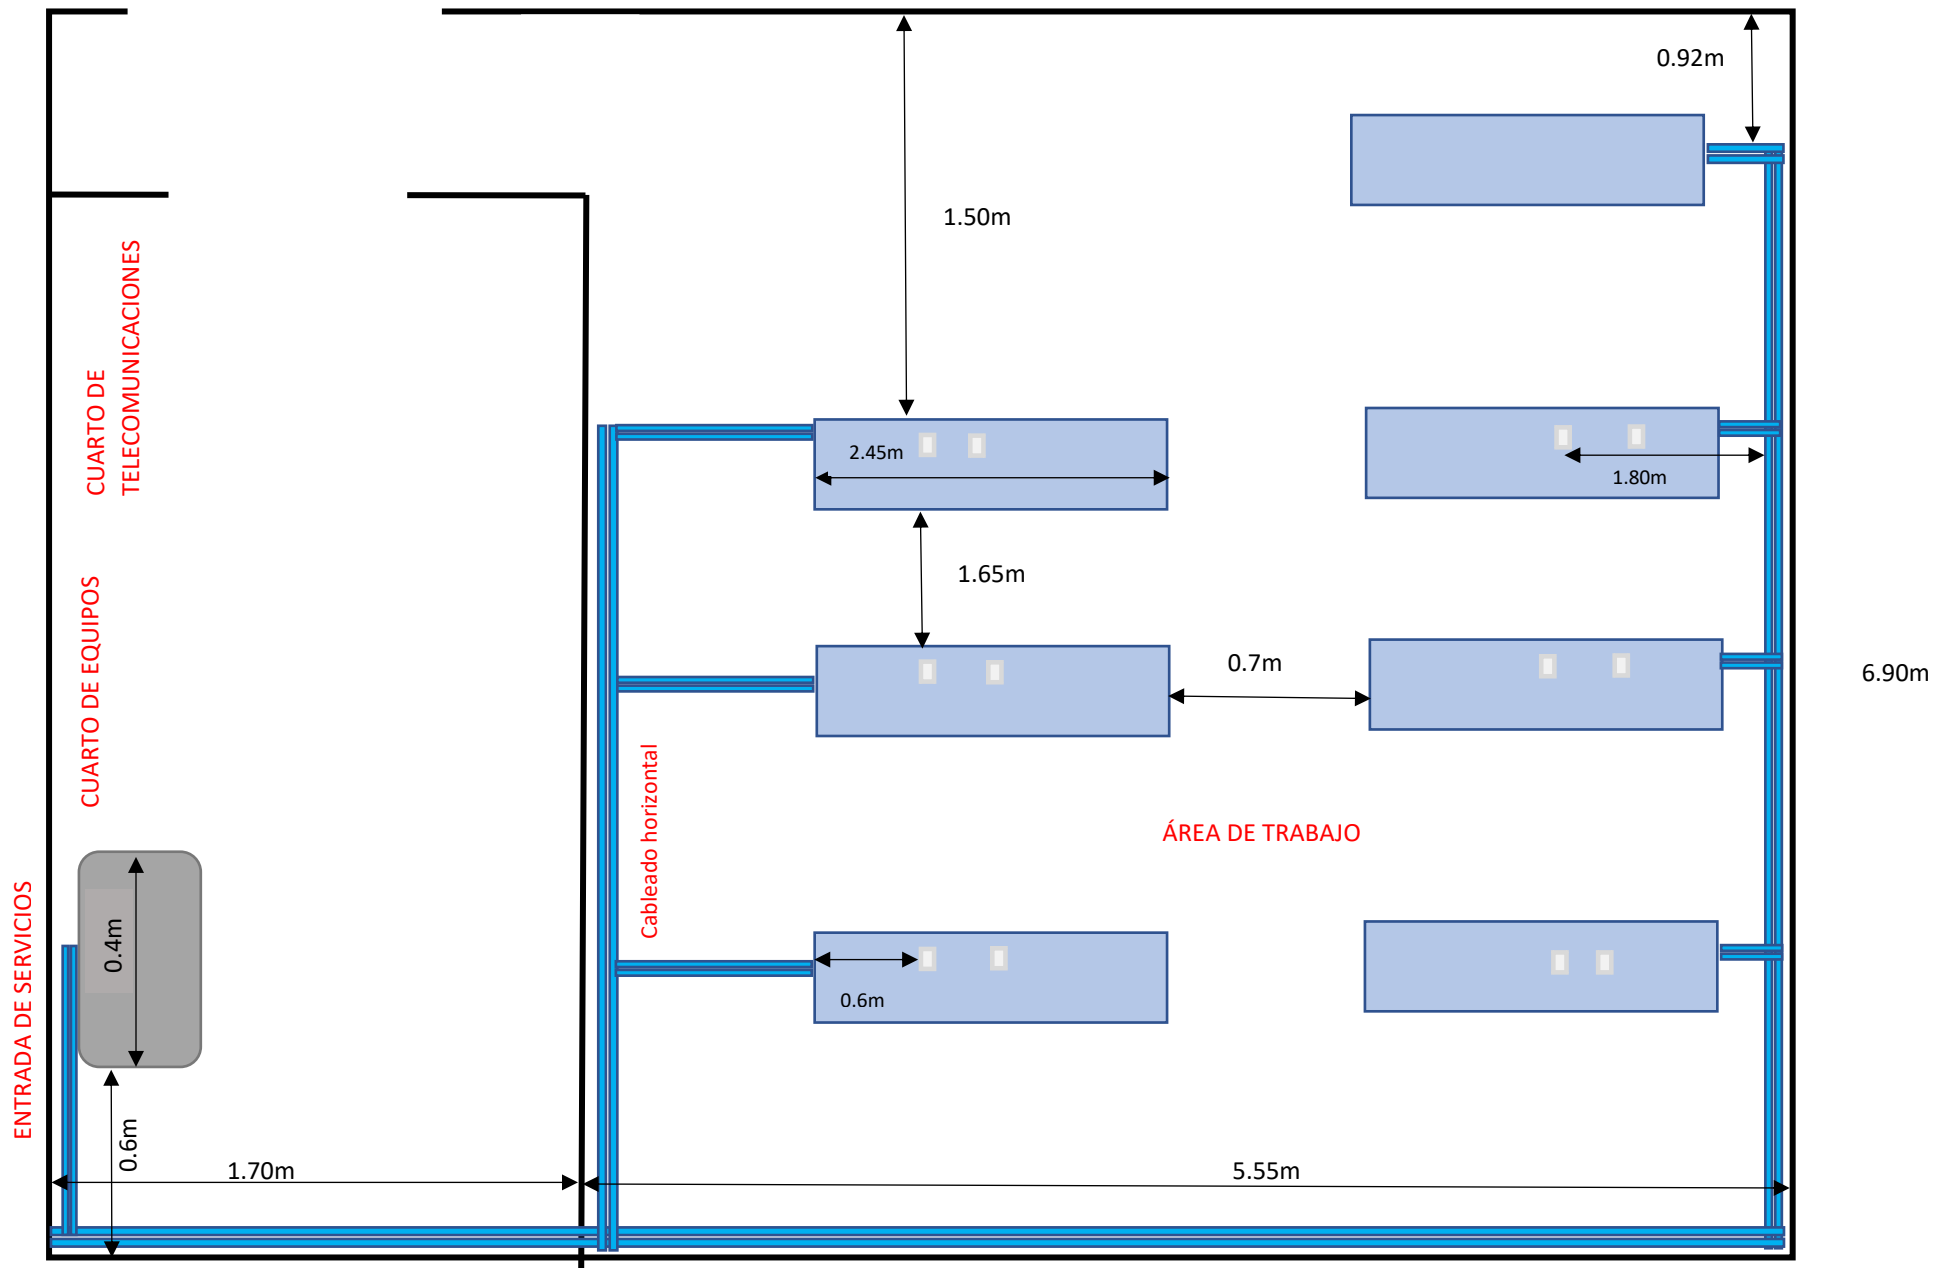 0.92m
1.50m
CUARTO DE
TELECOMUNICACIONES
2.45m
1.80m
1.65m
CUARTO DE EQUIPOS
0.7m
6.90m
Cableado horizontal
ÁREA DE TRABAJO
ENTRADA DE SERVICIOS
0.4m
0.6m
0.6m
1.70m
5.55m